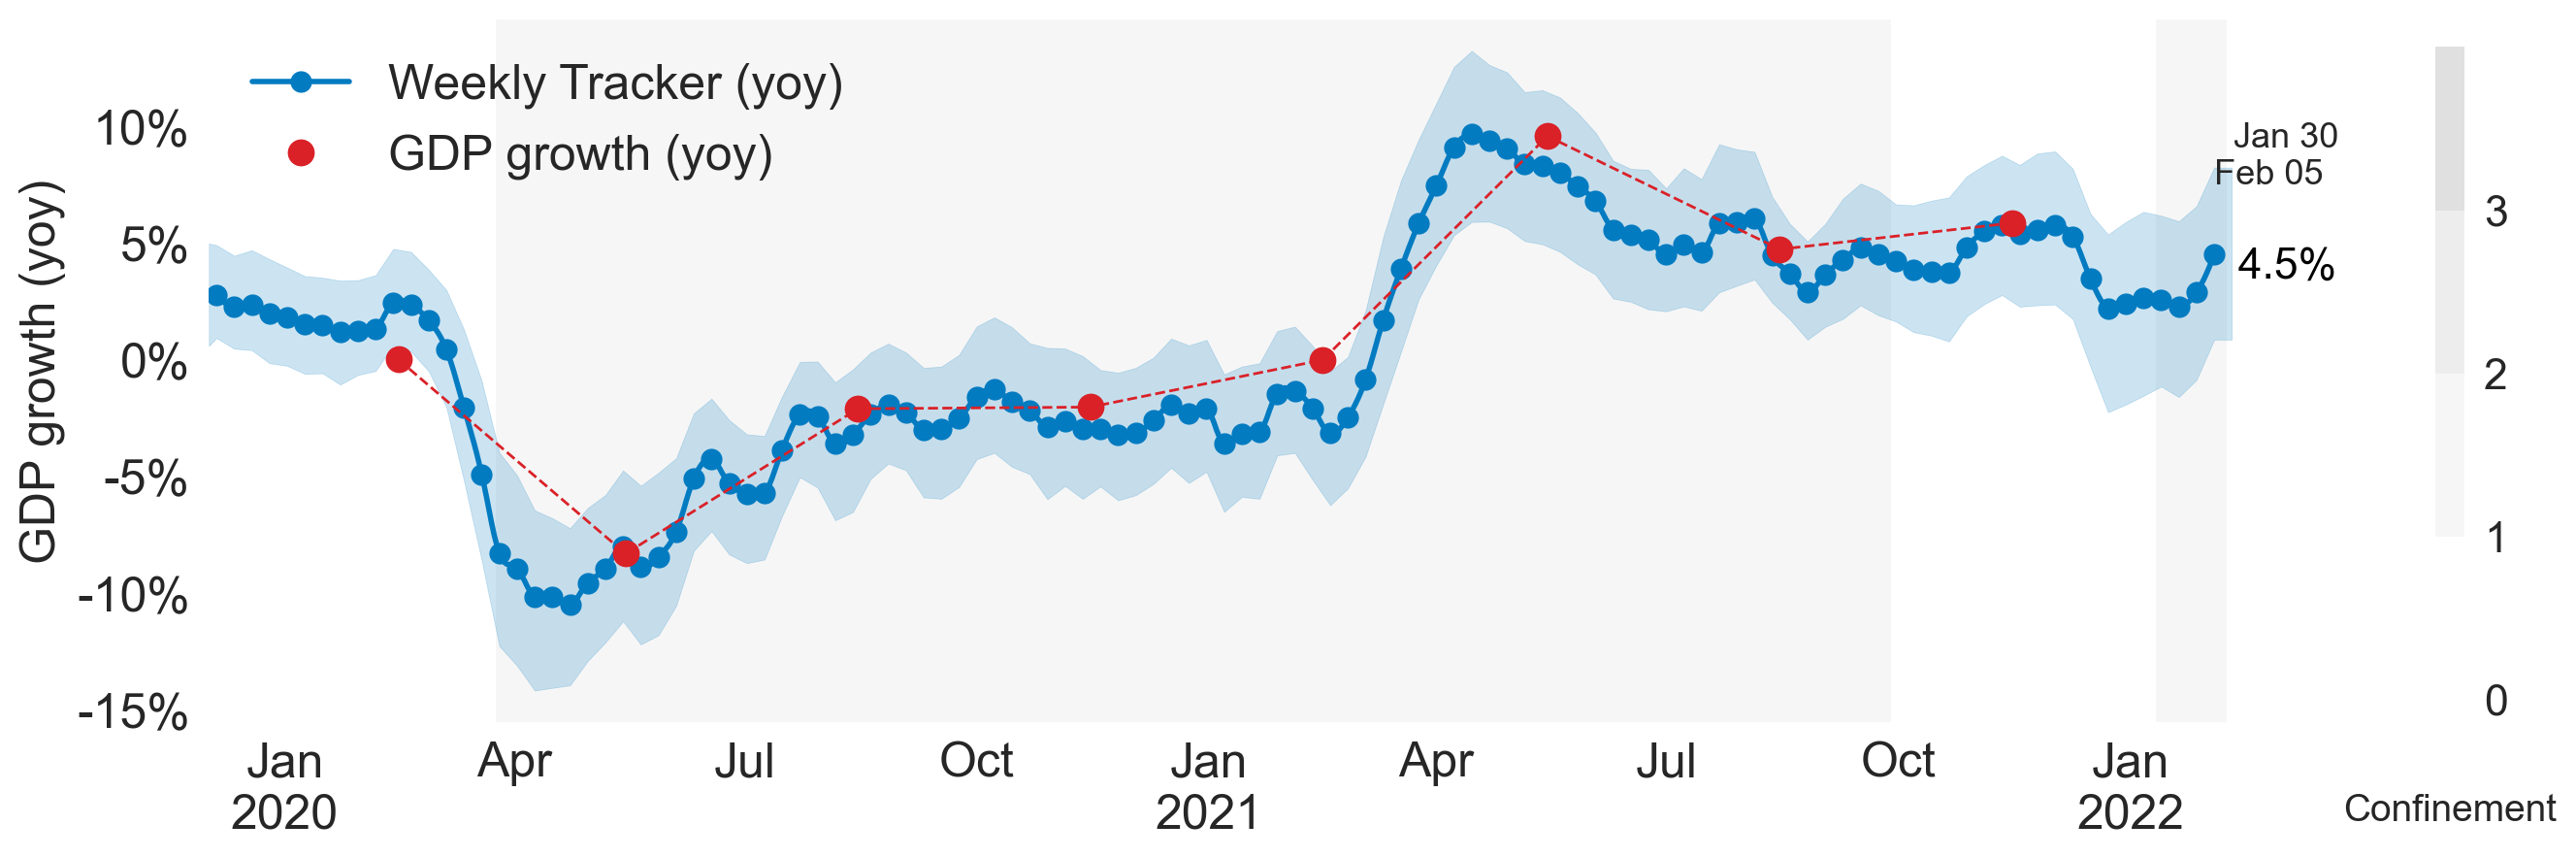 Weekly Tracker (yoy)
GDP growth (yoy)
GDP growth (yoy)
10%
5%
0%
-5%
-10%
-15%
Jan
2020
Apr
Jul
Oct
Jan
2021
Apr
Jul
Oct
Jan
2022
Jan 30
Feb 05
4.5%
3
2
1
0
Confinement